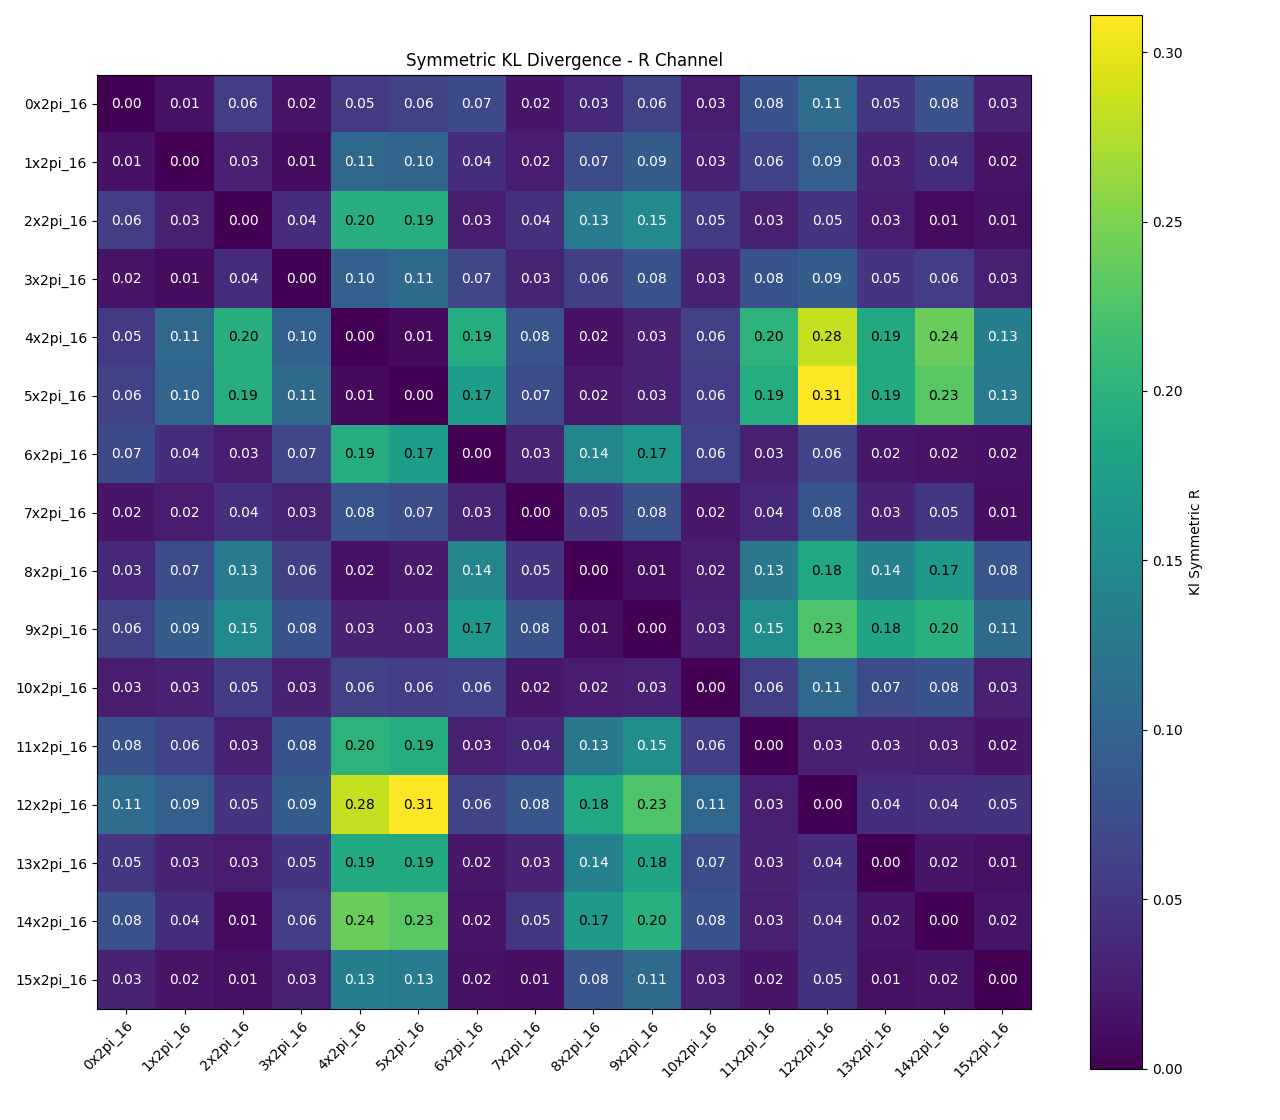 Symmetric KL Divergence - R Channel
0x2pi_16 0.00 0.01 0.06 0.02 0.05 0.06 0.07 0.02 0.03 0.06 0.03 0.08 0.11 0.05 0.08 0.03
1x2pi_16 0.01 0.00 0.03 0.01 0.11 0.10 0.04 0.02 0.07 0.09 0.03 0.06 0.09 0.03 0.04 0.02
2x2pi_16 0.06 0.03 0.00 0.04 0.20 0.19 0.03 0.04 0.13 0.15 0.05 0.03 0.05 0.03 0.01 0.01
3x2pi_16 0.02 0.01 0.04 0.00 0.10 0.11 0.07 0.03 0.06 0.08 0.03 0.08 0.09 0.05 0.06 0.03
4x2pi_16 0.05 0.11 0.20 0.10 0.00 0.01 0.19 0.08 0.02 0.03 0.06 0.20 0.28 0.19 0.24 0.13
5x2pi_16 0.06 0.10 0.19 0.11 0.01 0.00 0.17 0.07 0.02 0.03 0.06 0.19 0.31 0.19 0.23 0.13
6x2pi_16 0.07 0.04 0.03 0.07 0.19 0.17 0.00 0.03 0.14 0.17 0.06 0.03 0.06 0.02 0.02 0.02
7x2pi_16 0.02 0.02 0.04 0.03 0.08 0.07 0.03 0.00 0.05 0.08 0.02 0.04 0.08 0.03 0.05 0.01
8x2pi_16 0.03 0.07 0.13 0.06 0.02 0.02 0.14 0.05 0.00 0.01 0.02 0.13 0.18 0.14 0.17 0.08
9x2pi_16 0.06 0.09 0.15 0.08 0.03 0.03 0.17 0.08 0.01 0.00 0.03 0.15 0.23 0.18 0.20 0.11
10x2pi_16 0.03 0.03 0.05 0.03 0.06 0.06 0.06 0.02 0.02 0.03 0.00 0.06 0.11 0.07 0.08 0.03
11x2pi_16 0.08 0.06 0.03 0.08 0.20 0.19 0.03 0.04 0.13 0.15 0.06 0.00 0.03 0.03 0.03 0.02
12x2pi_16 0.11 0.09 0.05 0.09 0.28 0.31 0.06 0.08 0.18 0.23 0.11 0.03 0.00 0.04 0.04 0.05
13x2pi_16 0.05 0.03 0.03 0.05 0.19 0.19 0.02 0.03 0.14 0.18 0.07 0.03 0.04 0.00 0.02 0.01
14x2pi_16 0.08 0.04 0.01 0.06 0.24 0.23 0.02 0.05 0.17 0.20 0.08 0.03 0.04 0.02 0.00 0.02
15x2pi_16 0.03 0.02 0.01 0.03 0.13 0.13 0.02 0.01 0.08 0.11 0.03 0.02 0.05 0.01 0.02 0.00
0x2pi_16 1x2pi_16 2x2pi_16 3x2pi_16 4x2pi_16 5x2pi_16 6x2pi_16 7x2pi_16 8x2pi_16 9x2pi_16 10x2pi_16 11x2pi_16 12x2pi_16 13x2pi_16 14x2pi_16 15x2pi_16
0.30
0.25
0.20
0.15
0.10
0.05
0.00
Kl Symmetric R